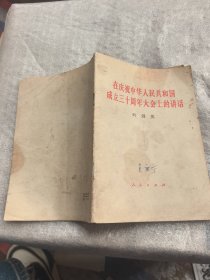 在庆祝中华人民共和国
成立三十周年大会上的讲话
叶剑英
人民出版社